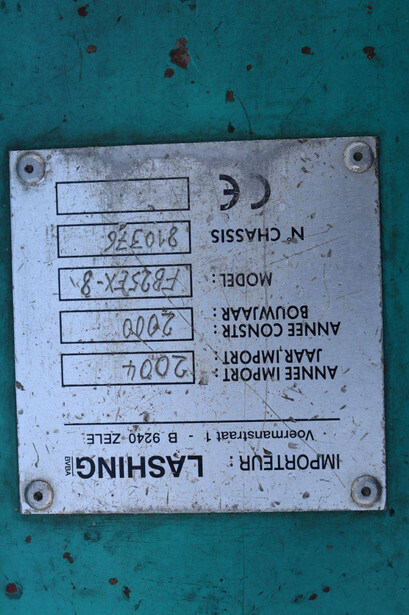 IMPORTEUR: LASHING BVBA
Voermanstraat 1 - B 9240 ZELE
ANNEE IMPORT :
JAAR, IMPORT : 2004
ANNEE CONSTR :
BOUWJAAR : 2000
MODEL : FB25EX-8
N° CHASSIS 810376
CE